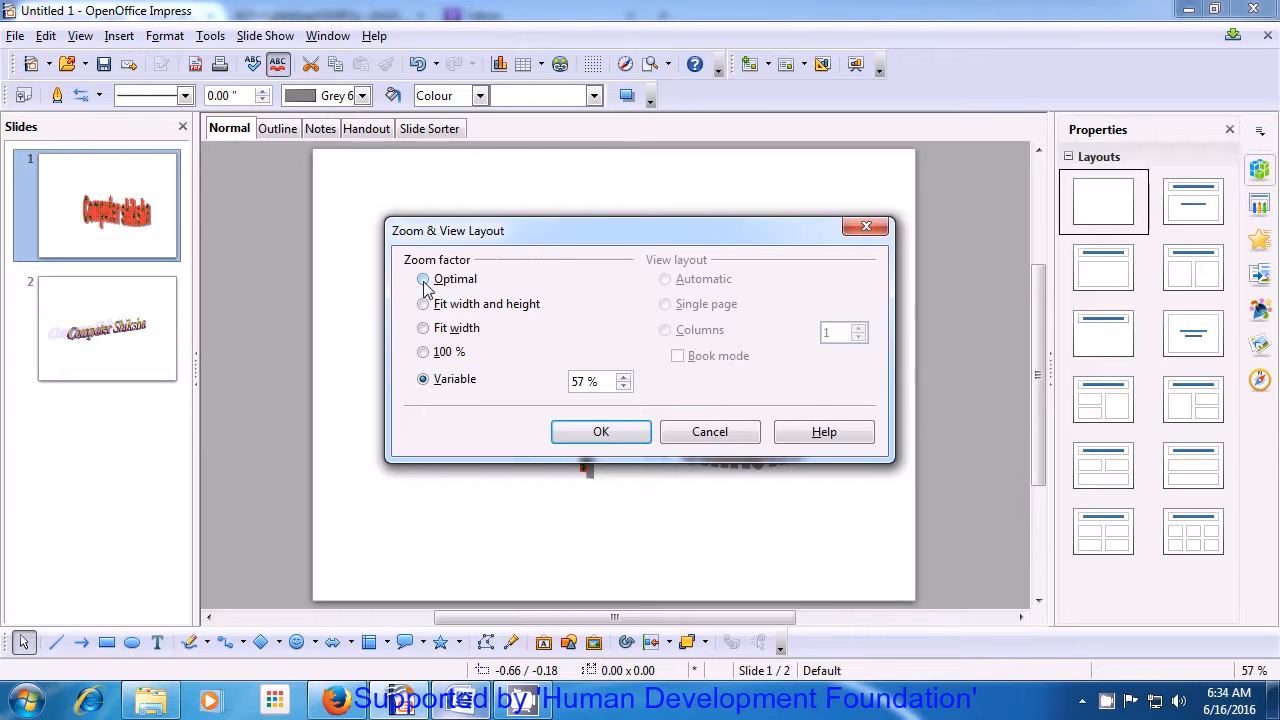 Untitled 1 - OpenOffice Impress
File Edit View Insert Format Tools Slide Show Window Help
0.00 " Grey 6 Colour
Slides
Normal Outline Notes Handout Slide Sorter
Properties
Layouts
1
Computer shiksha
2
Computer Shiksha
Zoom & View Layout
Zoom factor View layout
Optimal Automatic
Fit width and height Single page
Fit width Columns 1
100 % Book mode
Variable 57 %
OK Cancel Help
-0.66 / -0.18 0.00 x 0.00 * Slide 1 / 2 Default 57 %
Supported by 'Human Development Foundation'
6:34 AM
6/16/2016